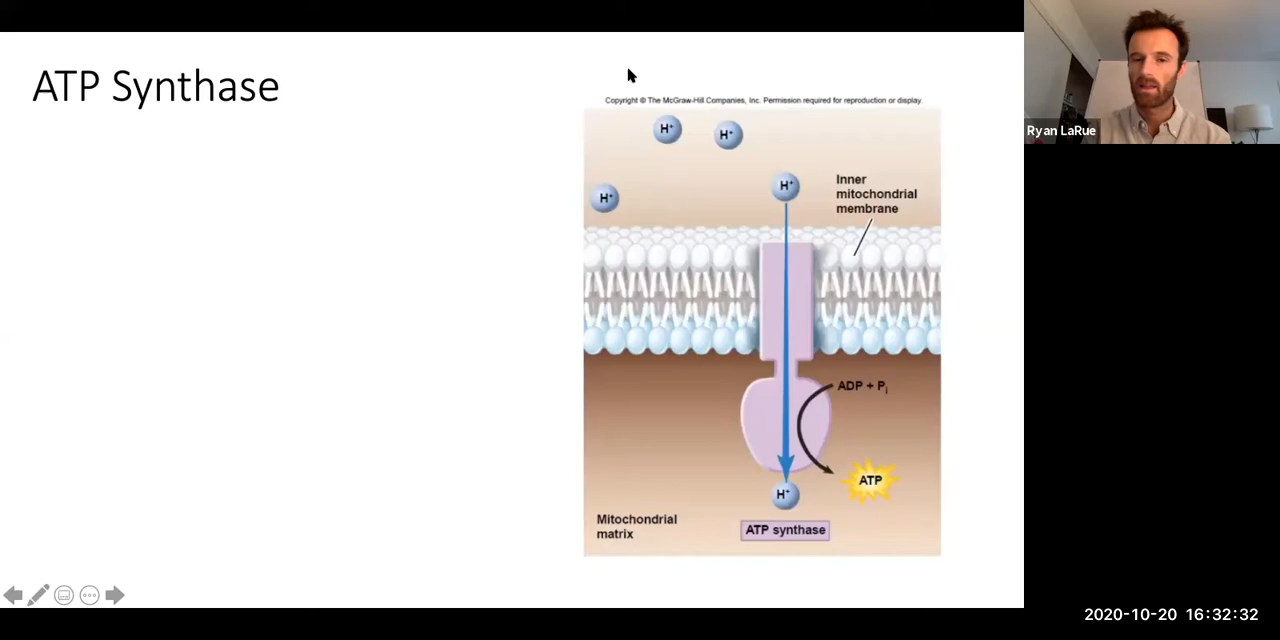 ATP Synthase
Copyright © The McGraw-Hill Companies, Inc. Permission required for reproduction or display.
H⁺
H⁺
H⁺
H⁺
Inner
mitochondrial
membrane
ADP + Pᵢ
ATP
H⁺
Mitochondrial
matrix
ATP synthase
Ryan LaRue
2020-10-20 16:32:32